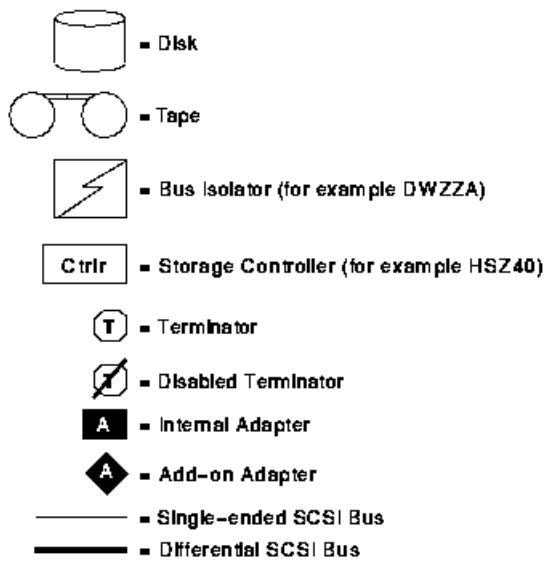 = Disk
= Tape
= Bus Isolator (for example DWZZA)
Ctrlr = Storage Controller (for example HSZ40)
T = Terminator
T = Disabled Terminator
A = Internal Adapter
A = Add-on Adapter
= Single-ended SCSI Bus
= Differential SCSI Bus